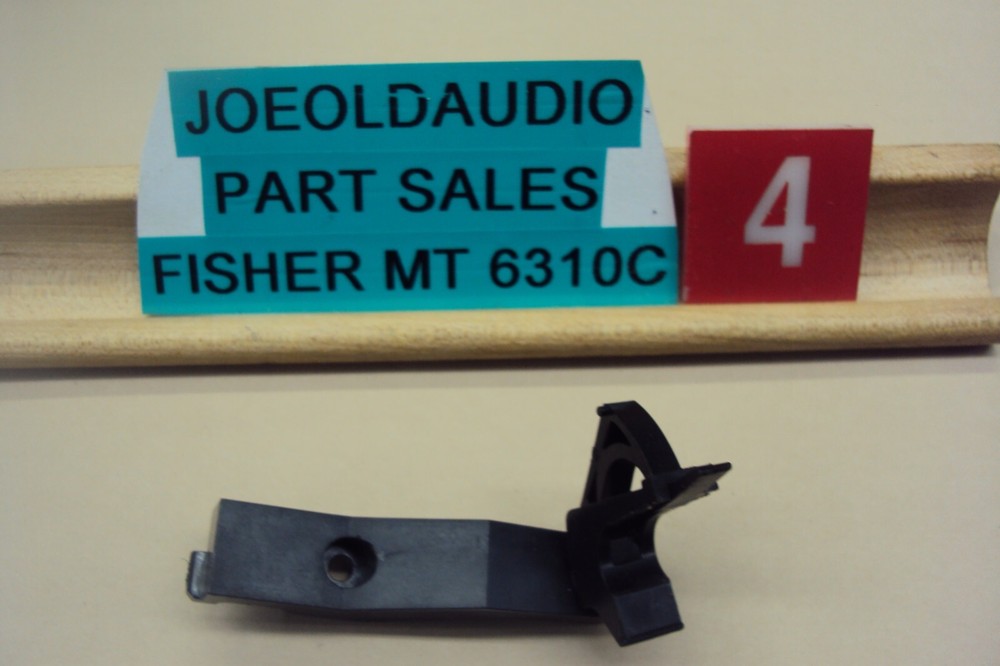 JOEOLDAUDIO
PART SALES
FISHER MT 6310C
4